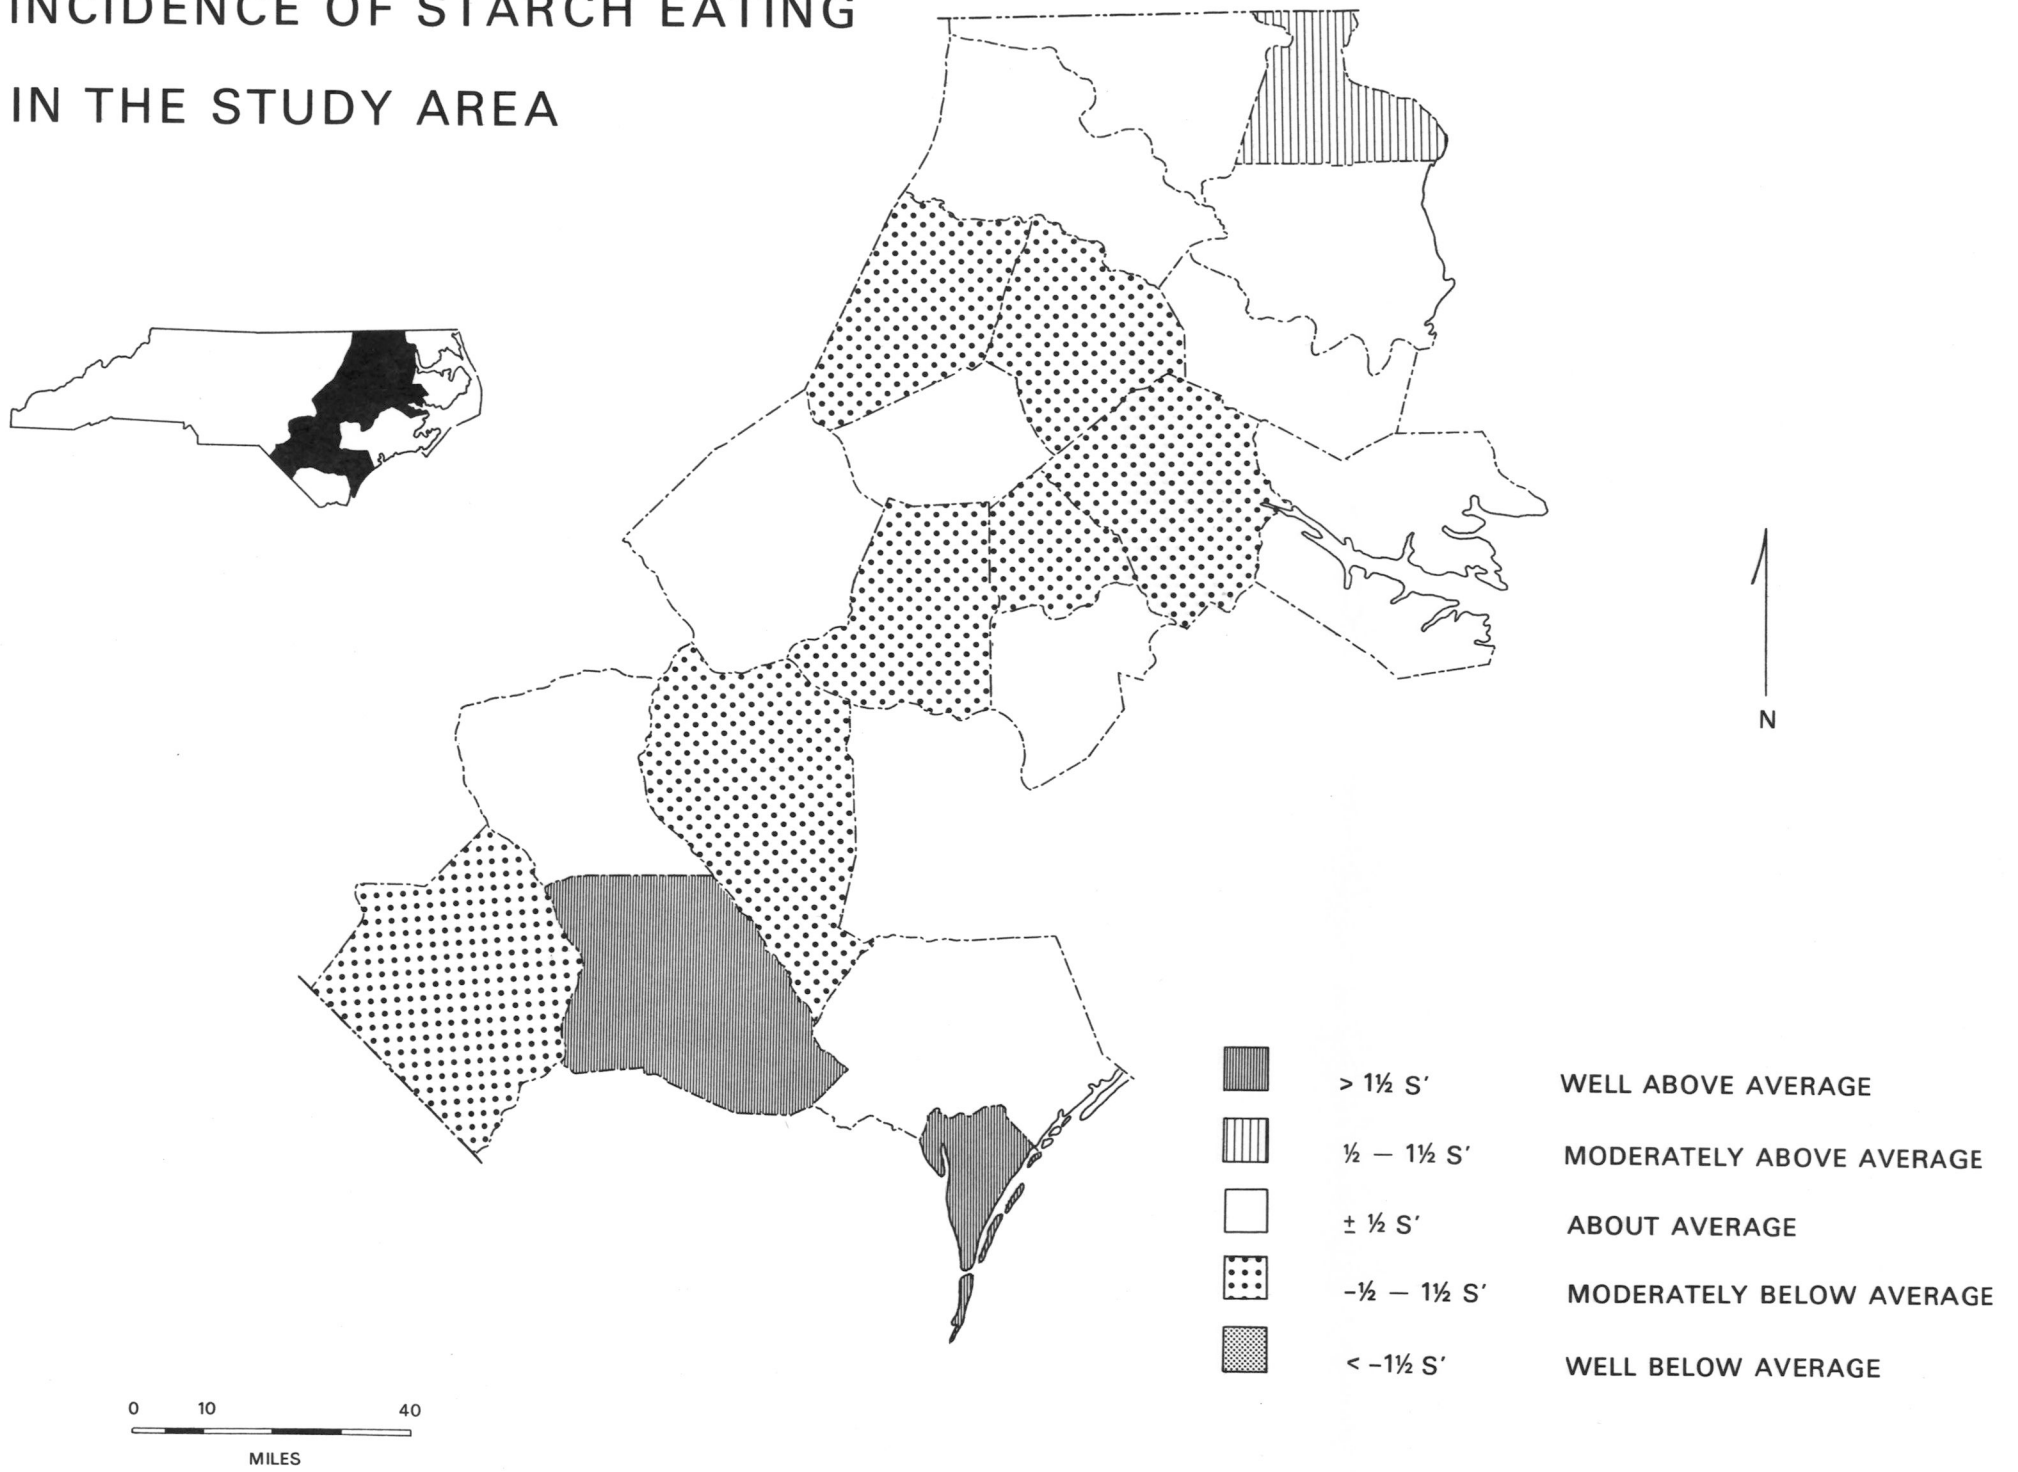 INCIDENCE OF STARCH EATING
IN THE STUDY AREA
N
> 1½ S′ WELL ABOVE AVERAGE
½ — 1½ S′ MODERATELY ABOVE AVERAGE
± ½ S′ ABOUT AVERAGE
–½ — 1½ S′ MODERATELY BELOW AVERAGE
< –1½ S′ WELL BELOW AVERAGE
0 10 40
MILES